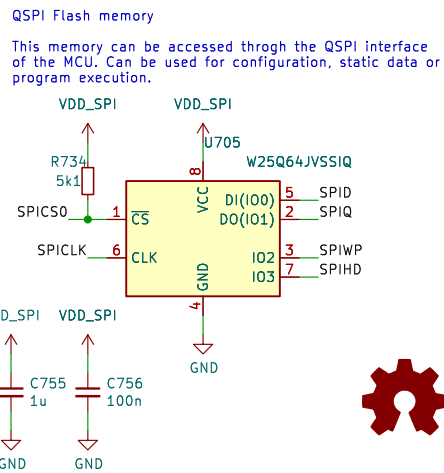 QSPI Flash memory
This memory can be accessed throgh the QSPI interface
of the MCU. Can be used for configuration, static data or
program execution.
VDD_SPI VDD_SPI
U705
R734 W25Q64JVSSIQ
5k1
8
VCC
DI(IO0) 5 SPID
SPICS0 1 CS DO(IO1) 2 SPIQ
SPICLK 6 CLK IO2 3 SPIWP
IO3 7 SPIHD
GND
4
GND
D_SPI VDD_SPI
C755 C756
1u 100n
GND GND